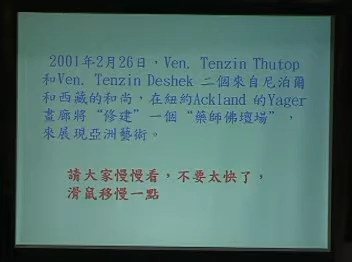 2001年2月26日，Ven. Tenzin Thutop
和Ven. Tenzin Deshek 二個來自尼泊爾
和西藏的和尚，在紐約Ackland 的Yager
畫廊將“修建”一個“藥師佛壇場”，
來展現亞洲藝術。
請大家慢慢看，不要太快了，
滑鼠移慢一點